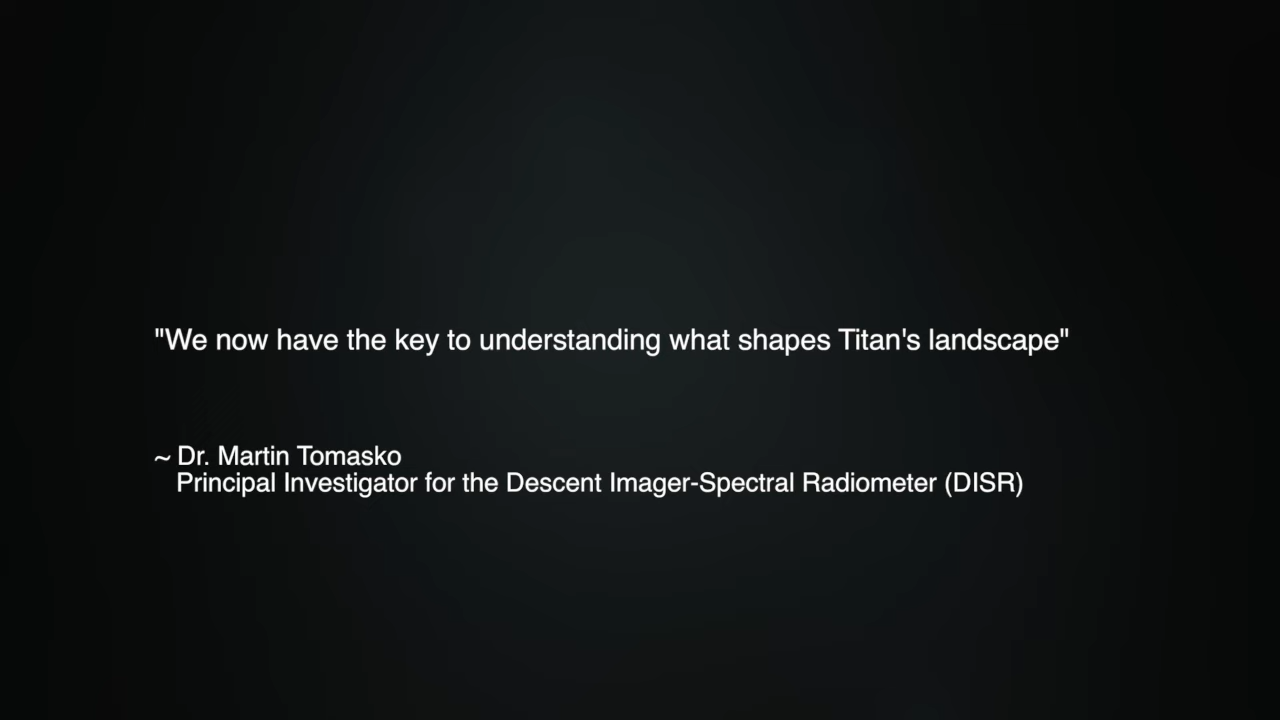 "We now have the key to understanding what shapes Titan's landscape"
~ Dr. Martin Tomasko
Principal Investigator for the Descent Imager-Spectral Radiometer (DISR)